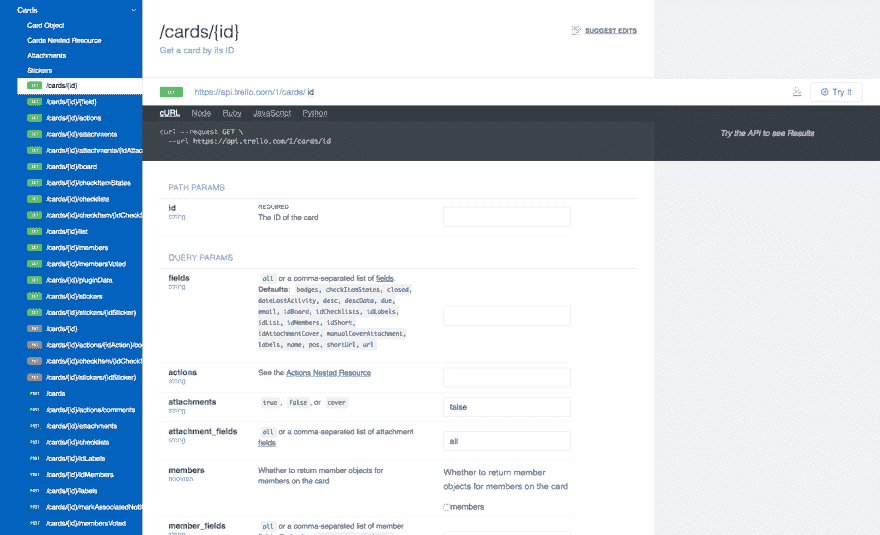 Cards
Card Object
Cards Nested Resource
Attachments
Stickers
GET /cards/{id}
GET /cards/{id}/{field}
GET /cards/{id}/actions
GET /cards/{id}/attachments
GET /cards/{id}/attachments/{idAttac
GET /cards/{id}/board
GET /cards/{id}/checkItemStates
GET /cards/{id}/checklists
GET /cards/{id}/checkItem/{idCheckI
GET /cards/{id}/list
GET /cards/{id}/members
GET /cards/{id}/membersVoted
GET /cards/{id}/pluginData
GET /cards/{id}/stickers
GET /cards/{id}/stickers/{idSticker}
PUT /cards/{id}
PUT /cards/{id}/actions/{idAction}/co
PUT /cards/{id}/checkItem/{idCheckI
PUT /cards/{id}/stickers/{idSticker}
POST /cards
POST /cards/{id}/actions/comments
POST /cards/{id}/attachments
POST /cards/{id}/checklists
POST /cards/{id}/idLabels
POST /cards/{id}/idMembers
POST /cards/{id}/labels
POST /cards/{id}/markAssociatedNoti
POST /cards/{id}/membersVoted
/cards/{id}
SUGGEST EDITS
Get a card by its ID
GET https://api.trello.com/1/cards/id
Try It
cURL Node Ruby JavaScript Python
curl --request GET \
--url https://api.trello.com/1/cards/id
Try the API to see Results
PATH PARAMS
id
string
REQUIRED
The ID of the card
QUERY PARAMS
fields
string
all or a comma-separated list of fields.
Defaults: badges, checkItemStates, closed,
dateLastActivity, desc, descData, due,
email, idBoard, idChecklists, idLabels,
idList, idMembers, idShort,
idAttachmentCover, manualCoverAttachment,
labels, name, pos, shortUrl, url
actions
string
See the Actions Nested Resource
attachments
string
true, false, or cover
false
attachment_fields
string
all or a comma-separated list of attachment
fields
all
members
boolean
Whether to return member objects for
members on the card
Whether to return member
objects for members on the card
members
member_fields
string
all or a comma-separated list of member